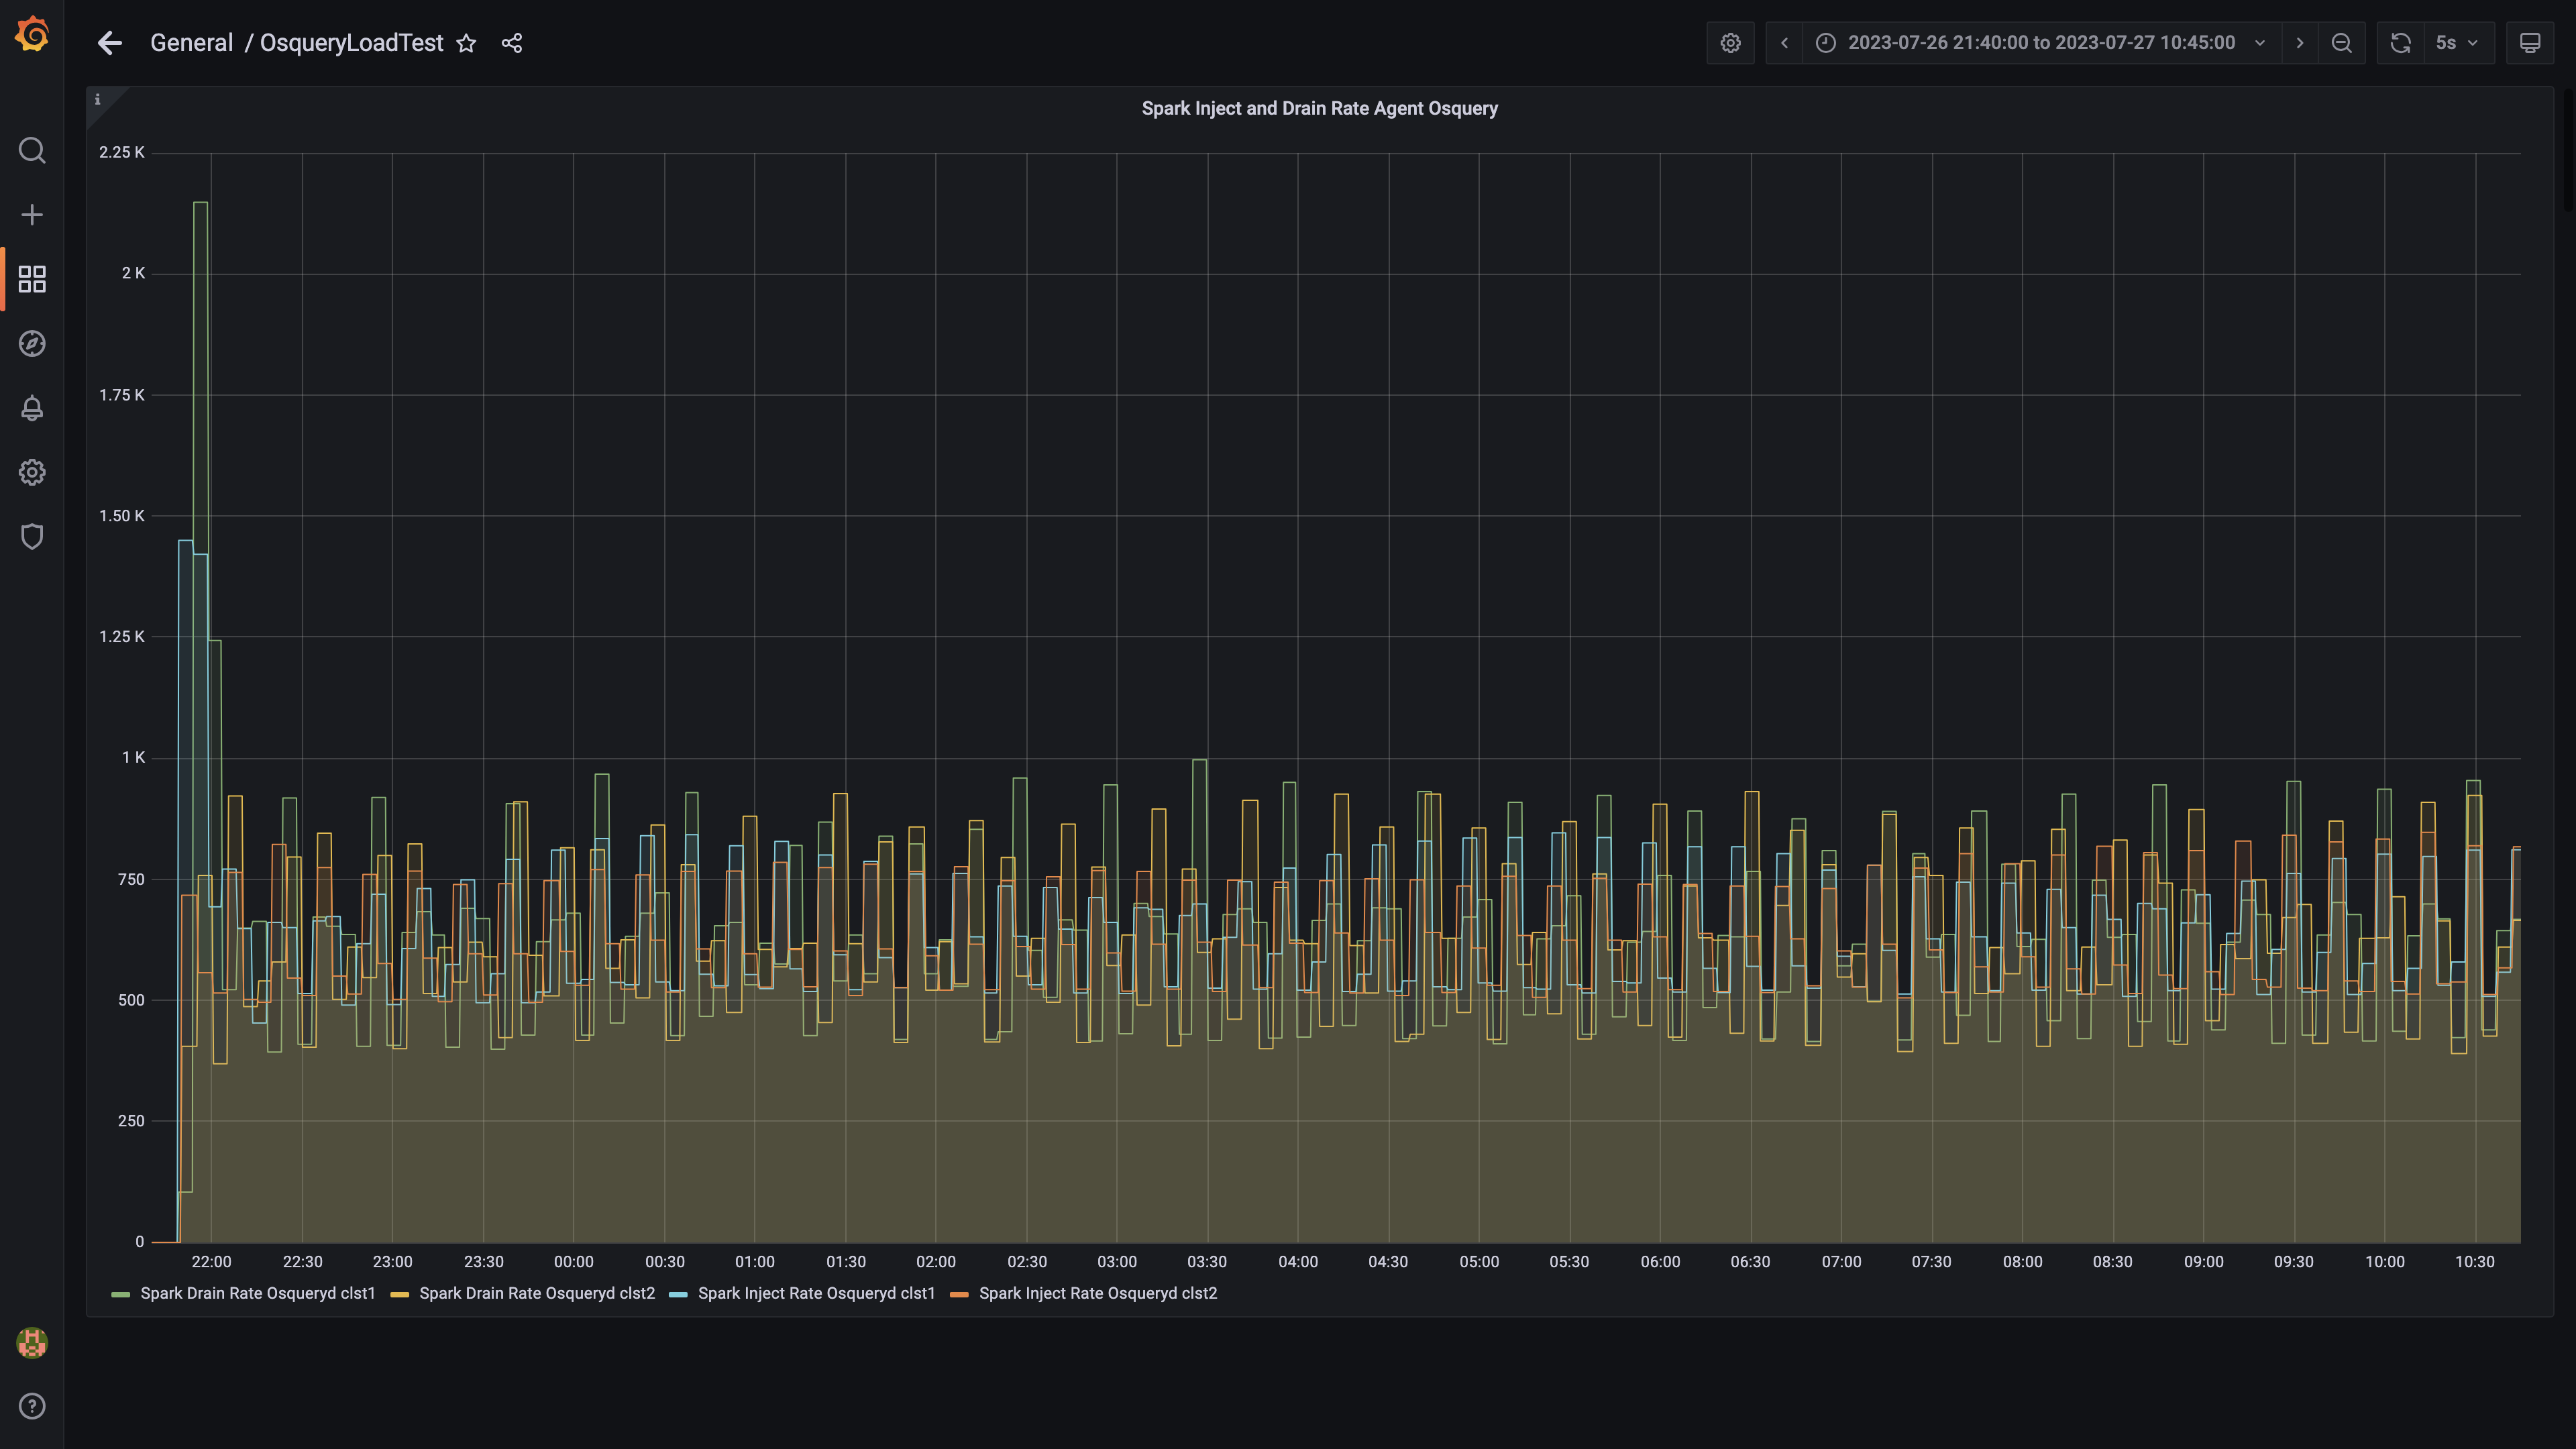 General / OsqueryLoadTest
2023-07-26 21:40:00 to 2023-07-27 10:45:00
5s
i
Spark Inject and Drain Rate Agent Osquery
2.25 K
2 K
1.75 K
1.50 K
1.25 K
1 K
750
500
250
0
22:00 22:30 23:00 23:30 00:00 00:30 01:00 01:30 02:00 02:30 03:00 03:30 04:00 04:30 05:00 05:30 06:00 06:30 07:00 07:30 08:00 08:30 09:00 09:30 10:00 10:30
Spark Drain Rate Osqueryd clst1 Spark Drain Rate Osqueryd clst2 Spark Inject Rate Osqueryd clst1 Spark Inject Rate Osqueryd clst2